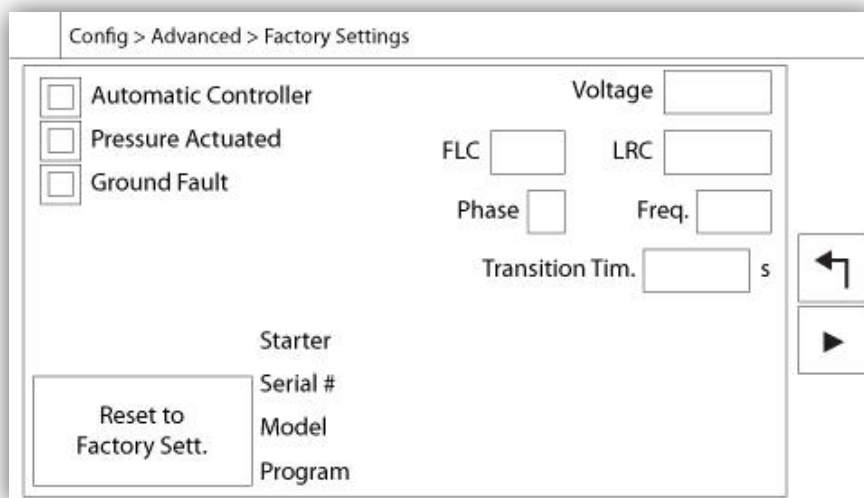 Config > Advanced > Factory Settings
Automatic Controller
Voltage
Pressure Actuated
FLC
LRC
Ground Fault
Phase
Freq.
Transition Tim.
s
Starter
Serial #
Model
Program
Reset to
Factory Sett.